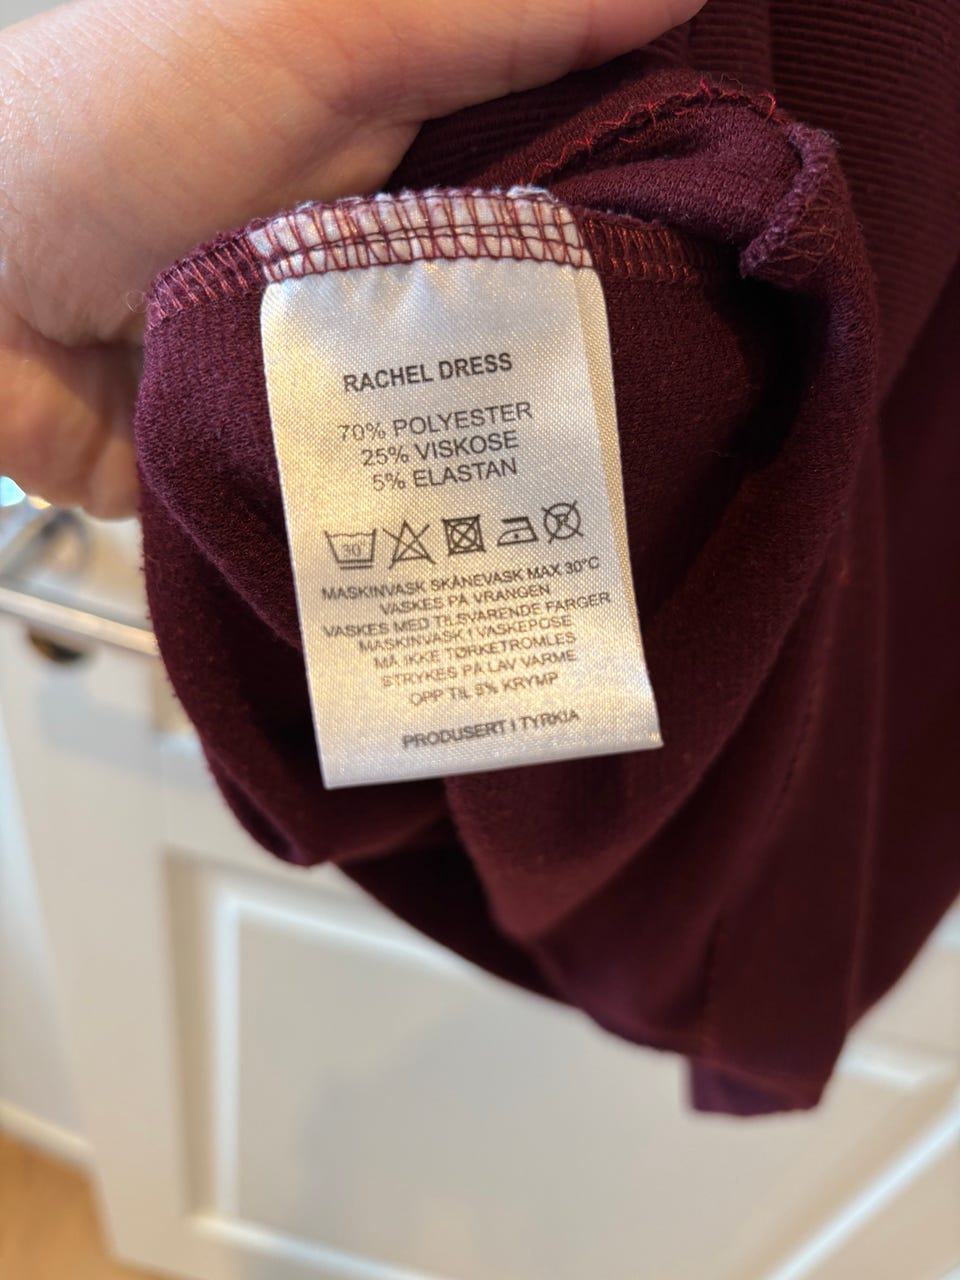 RACHEL DRESS
70% POLYESTER
25% VISKOSE
5% ELASTAN
30°
MASKINVASK SKÅNEVASK MAX 30°C
VASKES PÅ VRANGEN
VASKES MED TILSVARENDE FARGER
MASKINVASK I VASKEPOSE
MÅ IKKE TØRKETROMLES
STRYKES PÅ LAV VARME
OPP TIL 5% KRYMP
PRODUSERT I TYRKIA